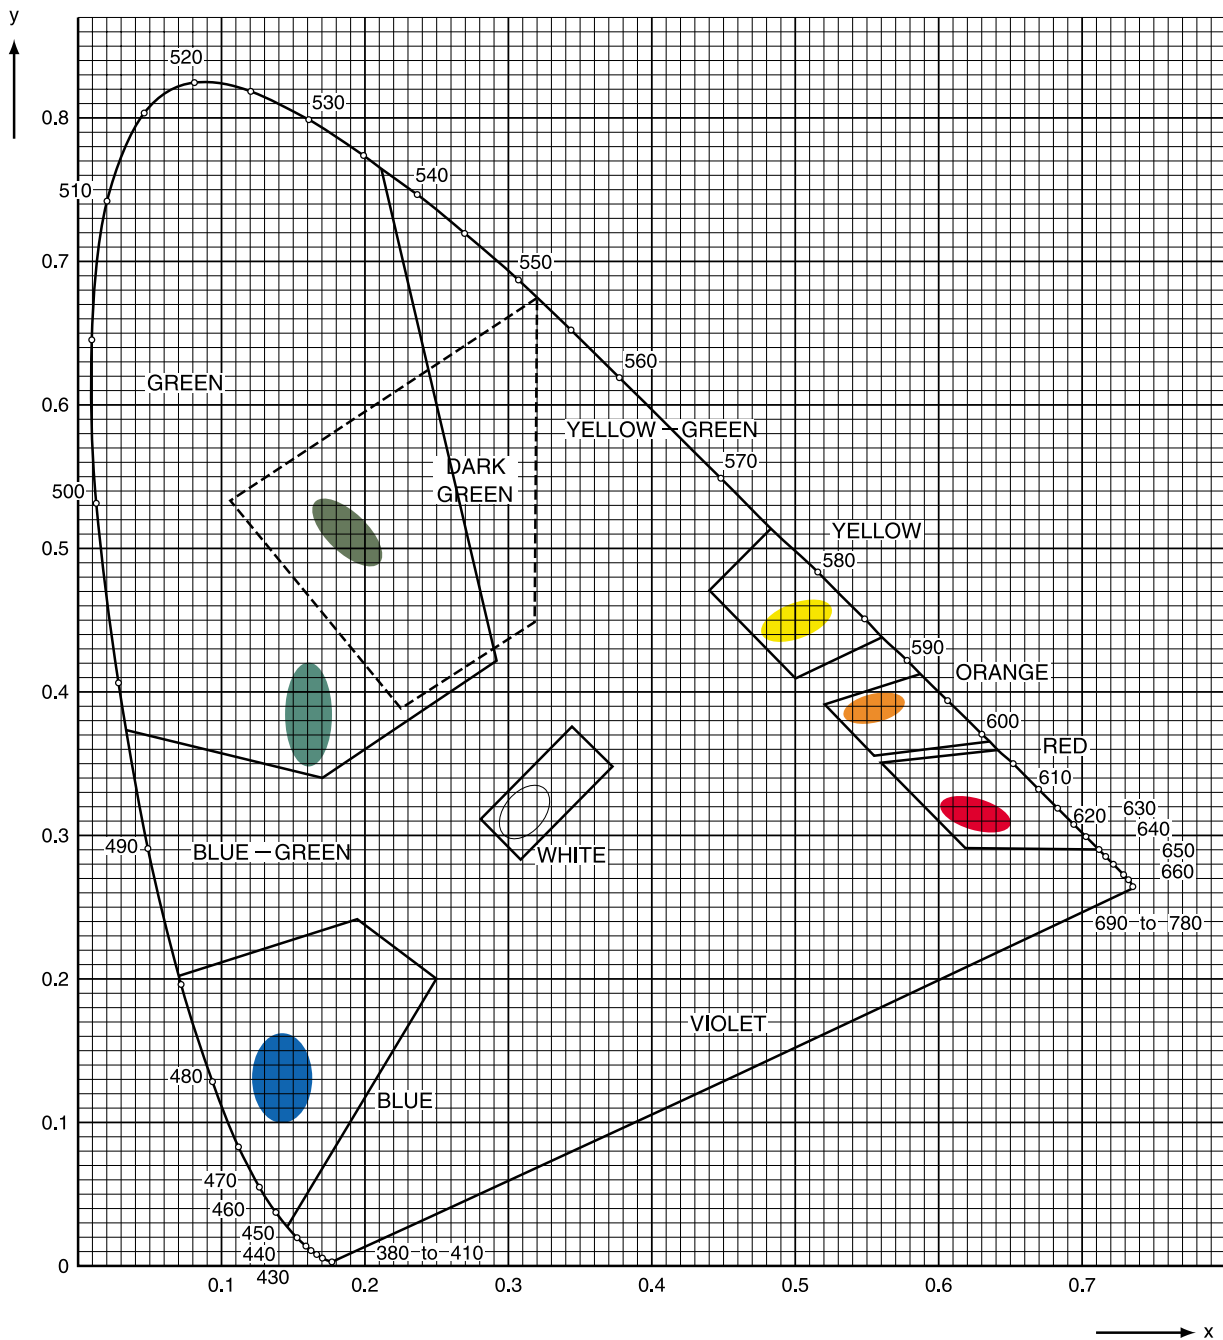 y
520
530
0.8
540
510
0.7
550
560
GREEN
0.6
YELLOW – GREEN
570
DARK
GREEN
500
YELLOW
0.5
580
590
ORANGE
0.4
600
RED
610
630
620
640
0.3
490
BLUE – GREEN
WHITE
650
660
690 to 780
0.2
VIOLET
480
BLUE
0.1
470
460
450
440
380 to 410
0
430
0.1
0.2
0.3
0.4
0.5
0.6
0.7
x